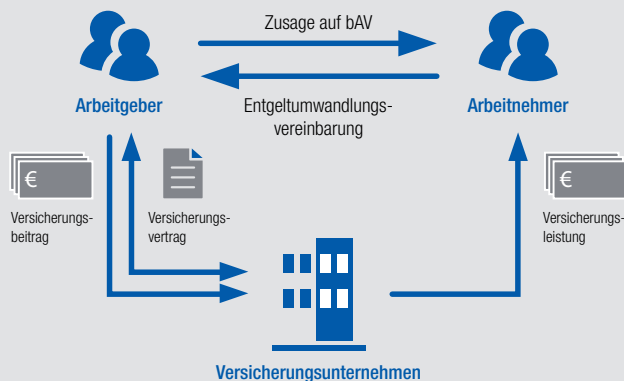 Zusage auf bAV
Arbeitgeber
Entgeltumwandlungs-
vereinbarung
Arbeitnehmer
€
Versicherungs-
beitrag
Versicherungs-
vertrag
€
Versicherungs-
leistung
Versicherungsunternehmen